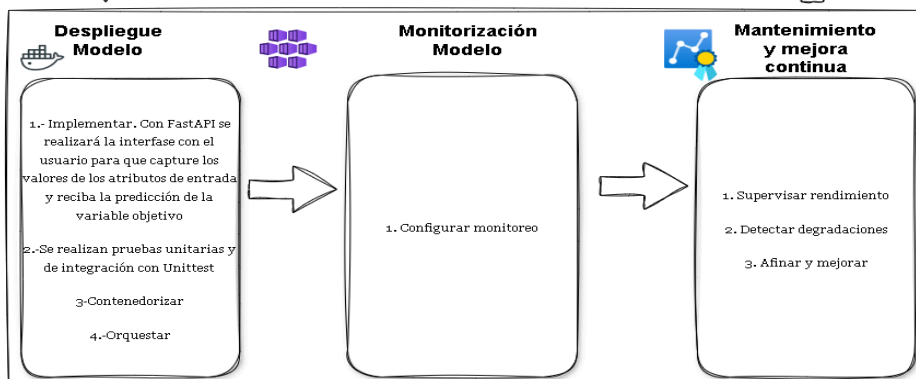 Despliegue
Modelo
1.- Implementar. Con FastAPI se
realizará la interfase con el
usuario para que capture los
valores de los atributos de entrada
y reciba la predicción de la
variable objetivo
2.-Se realizan pruebas unitarias y
de integración con Unittest
3-Contenedorizar
4.-Orquestar
Monitorización
Modelo
1. Configurar monitoreo
Mantenimiento
y mejora
continua
1. Supervisar rendimiento
2. Detectar degradaciones
3. Afinar y mejorar